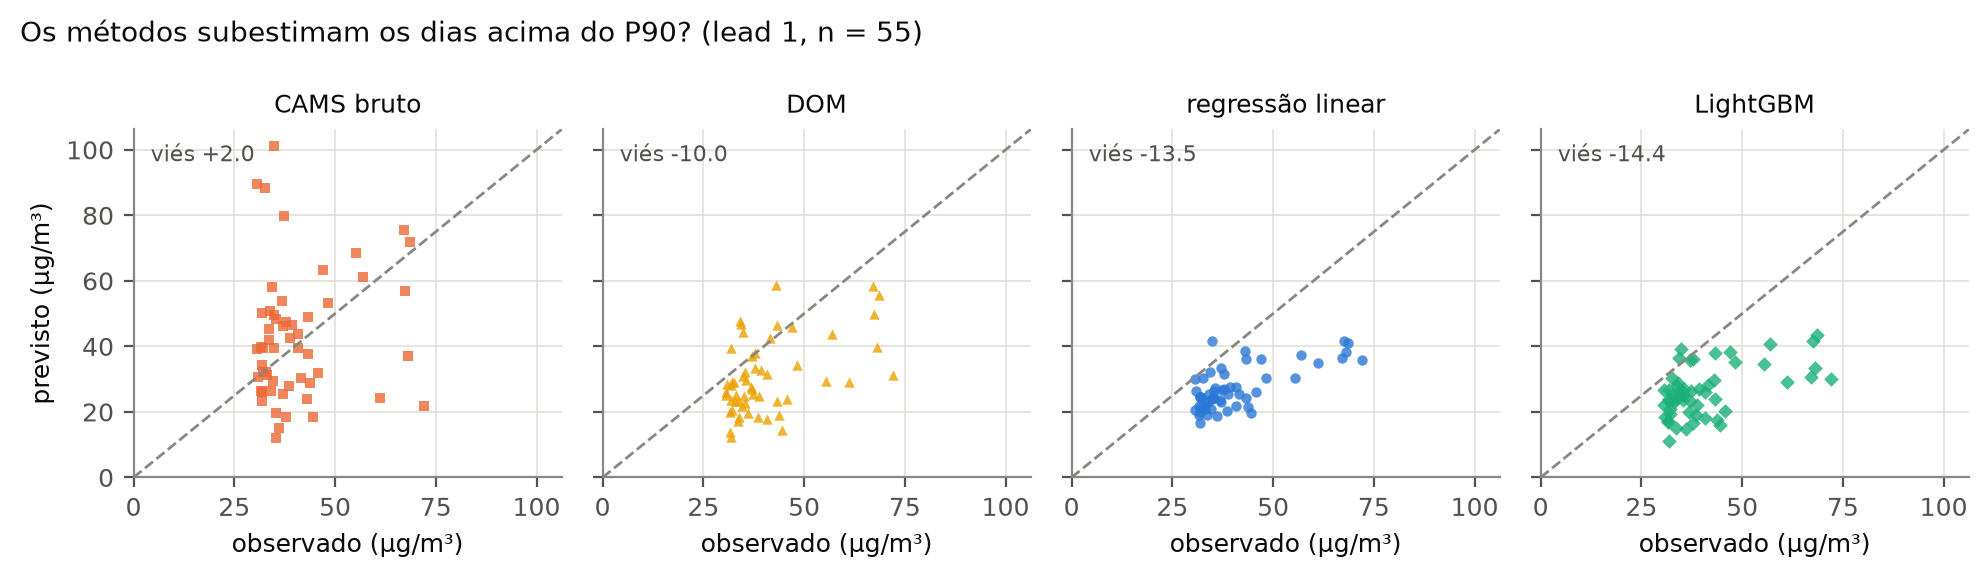 Os métodos subestimam os dias acima do P90? (lead 1, n = 55)
CAMS bruto
DOM
regressão linear
LightGBM
viés +2.0
viés -10.0
viés -13.5
viés -14.4
previsto (µg/m³)
100
80
60
40
20
0
0 25 50 75 100
0 25 50 75 100
0 25 50 75 100
0 25 50 75 100
observado (µg/m³)
observado (µg/m³)
observado (µg/m³)
observado (µg/m³)